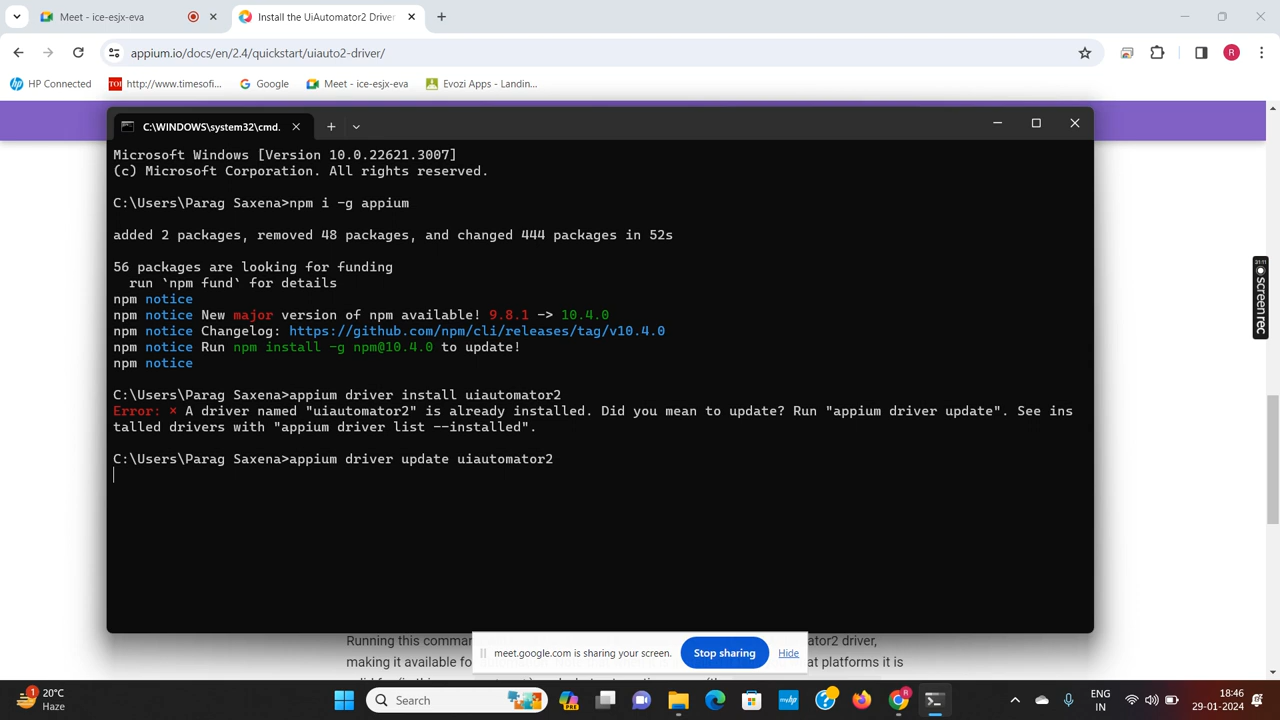 Meet - ice-esjx-eva
Install the UiAutomator2 Driver
appium.io/docs/en/2.4/quickstart/uiauto2-driver/
R
HP Connected
TOI
http://www.timesofi...
Google
Meet - ice-esjx-eva
Evozi Apps - Landin...
C:\WINDOWS\system32\cmd.
Microsoft Windows [Version 10.0.22621.3007]
(c) Microsoft Corporation. All rights reserved.
C:\Users\Parag Saxena>npm i -g appium
added 2 packages, removed 48 packages, and changed 444 packages in 52s
56 packages are looking for funding
run `npm fund` for details
npm notice
npm notice New major version of npm available! 9.8.1 -> 10.4.0
npm notice Changelog: https://github.com/npm/cli/releases/tag/v10.4.0
npm notice Run npm install -g npm@10.4.0 to update!
npm notice
C:\Users\Parag Saxena>appium driver install uiautomator2
Error: × A driver named "uiautomator2" is already installed. Did you mean to update? Run "appium driver update". See ins
talled drivers with "appium driver list --installed".
C:\Users\Parag Saxena>appium driver update uiautomator2
31:11
screenrec
Running this comman
ator2 driver,
meet.google.com is sharing your screen.
Stop sharing
Hide
making it available fo
at platforms it is
1
20°C
Haze
Search
ENG
IN
18:46
29-01-2024